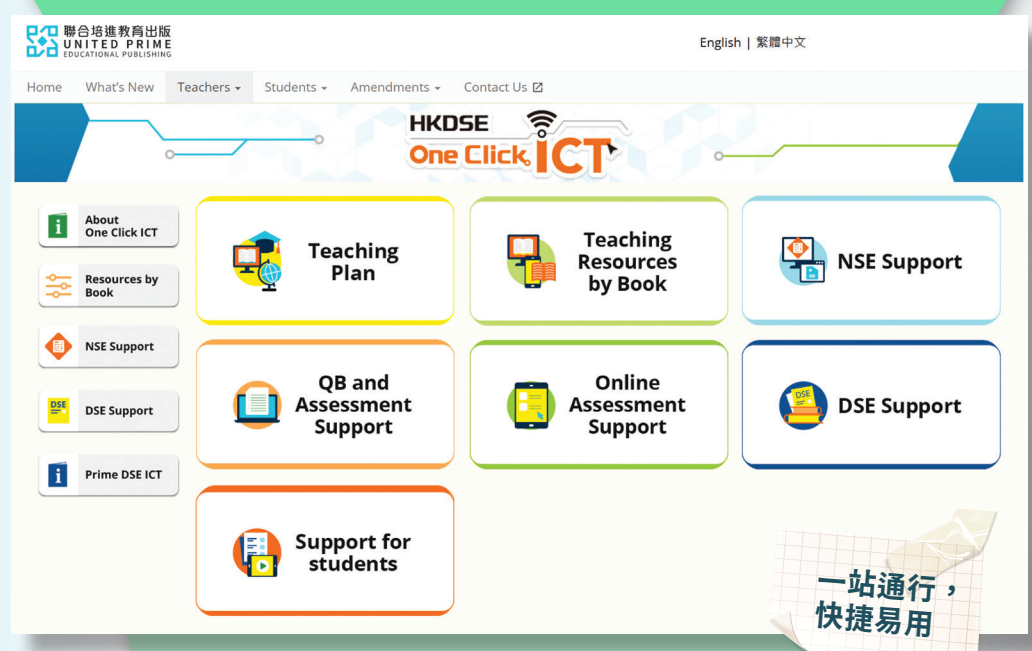 聯合培進教育出版
UNITED PRIME
EDUCATIONAL PUBLISHING
English | 繁體中文
Home What's New Teachers Students Amendments Contact Us
HKDSE
One Click ICT
About
One Click ICT
Resources by
Book
NSE Support
DSE
DSE Support
Prime DSE ICT
Teaching
Plan
Teaching
Resources
by Book
NSE Support
QB and
Assessment
Support
Online
Assessment
Support
DSE
DSE Support
Support for
students
一站通行，
快捷易用